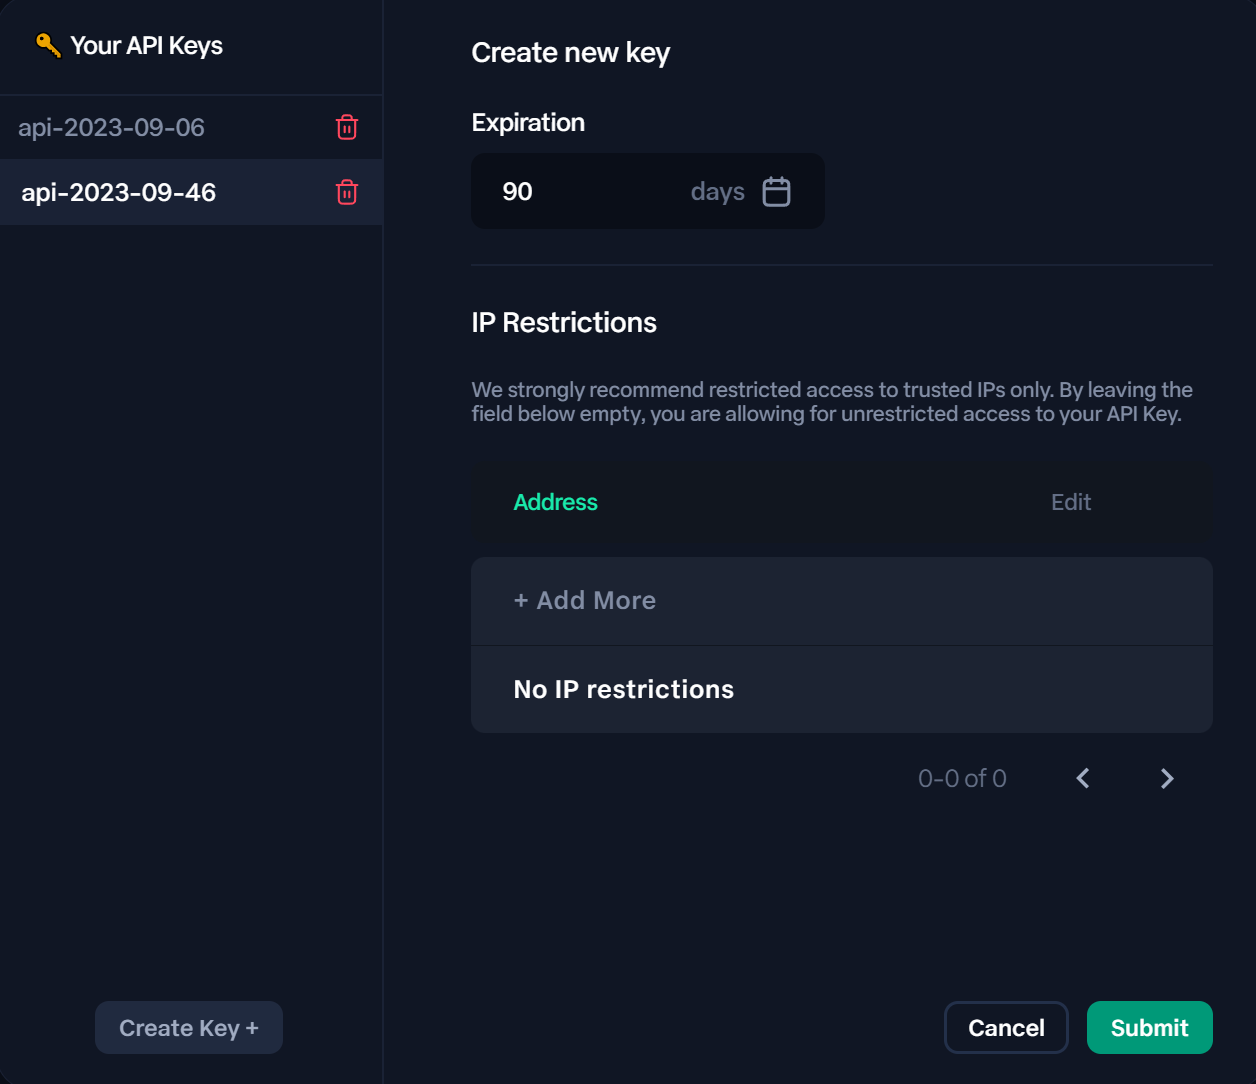 Your API Keys
api-2023-09-06
api-2023-09-46
Create Key +
Create new key
Expiration
90 days
IP Restrictions
We strongly recommend restricted access to trusted IPs only. By leaving the
field below empty, you are allowing for unrestricted access to your API Key.
Address Edit
+ Add More
No IP restrictions
0-0 of 0
Cancel Submit